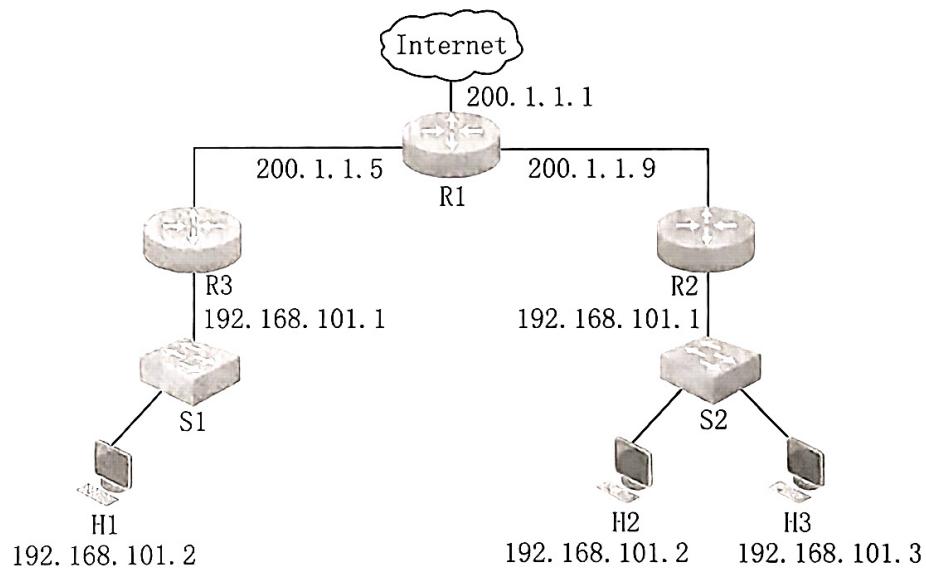 Internet
200.1.1.1
200.1.1.5
200.1.1.9
R1
R3
R2
192.168.101.1
192.168.101.1
S1
S2
H1
H2
H3
192.168.101.2
192.168.101.2
192.168.101.3